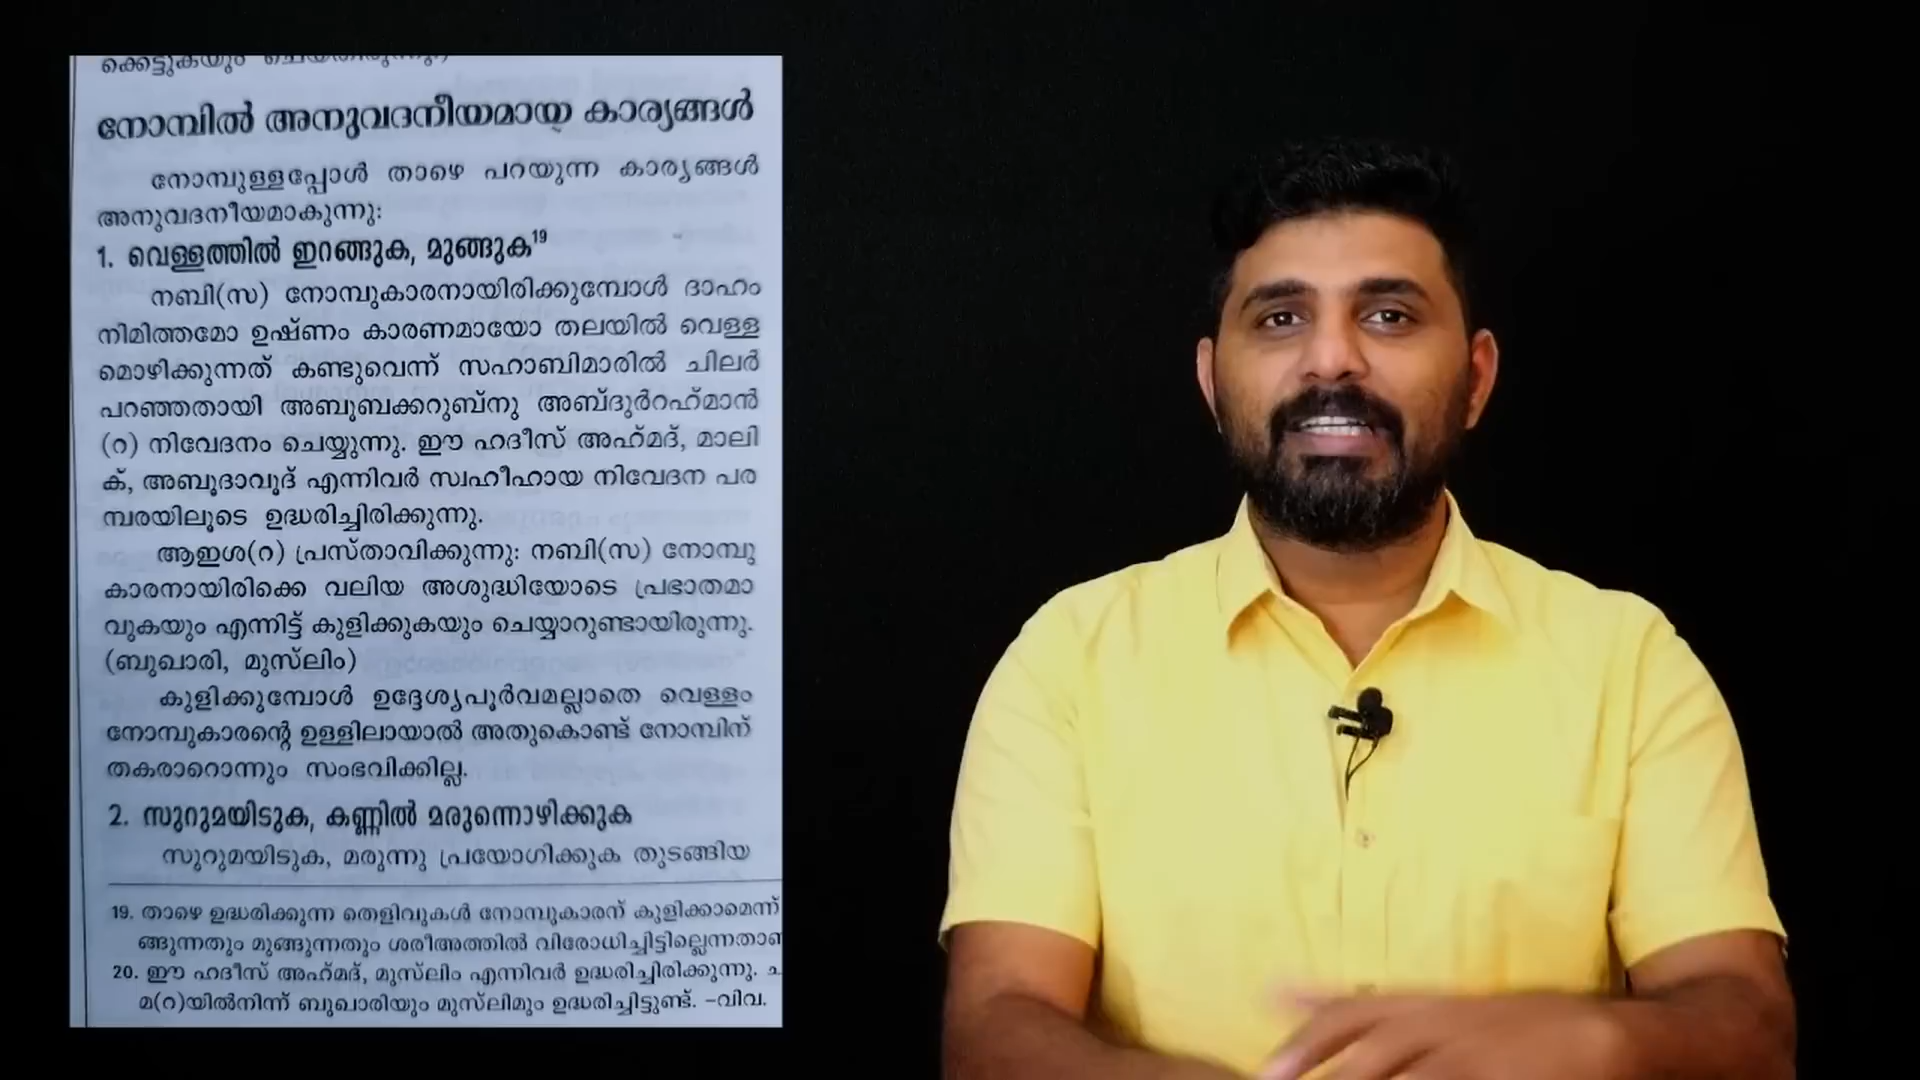 ക്കെട്ടുകയും ചെയ്തിരുന്നു.
നോമ്പിൽ അനുവദനീയമായ കാര്യങ്ങൾ
നോമ്പുള്ളപ്പോൾ താഴെ പറയുന്ന കാര്യങ്ങൾ
അനുവദനീയമാകുന്നു:
1. വെള്ളത്തിൽ ഇറങ്ങുക, മുങ്ങുക¹⁹
നബി(സ) നോമ്പുകാരനായിരിക്കുമ്പോൾ ദാഹം
നിമിത്തമോ ഉഷ്ണം കാരണമായോ തലയിൽ വെള്ള
മൊഴിക്കുന്നത് കണ്ടുവെന്ന് സഹാബിമാരിൽ ചിലർ
പറഞ്ഞതായി അബൂബക്കറുബ്നു അബ്ദുർറഹ്മാൻ
(റ) നിവേദനം ചെയ്യുന്നു. ഈ ഹദീസ് അഹ്മദ്, മാലി
ക്, അബൂദാവൂദ് എന്നിവർ സ്വഹീഹായ നിവേദന പര
മ്പരയിലൂടെ ഉദ്ധരിച്ചിരിക്കുന്നു.
ആഇശ(റ) പ്രസ്താവിക്കുന്നു: നബി(സ) നോമ്പു
കാരനായിരിക്കെ വലിയ അശുദ്ധിയോടെ പ്രഭാതമാ
വുകയും എന്നിട്ട് കുളിക്കുകയും ചെയ്യാറുണ്ടായിരുന്നു.
(ബുഖാരി, മുസ്‌ലിം)
കുളിക്കുമ്പോൾ ഉദ്ദേശ്യപൂർവമല്ലാതെ വെള്ളം
നോമ്പുകാരന്റെ ഉള്ളിലായാൽ അതുകൊണ്ട് നോമ്പിന്
തകരാറൊന്നും സംഭവിക്കില്ല.
2. സുറുമയിടുക, കണ്ണിൽ മരുന്നൊഴിക്കുക
സുറുമയിടുക, മരുന്നു പ്രയോഗിക്കുക തുടങ്ങിയ
19. താഴെ ഉദ്ധരിക്കുന്ന തെളിവുകൾ നോമ്പുകാരന് കുളിക്കാമെന്ന്
ങ്ങുന്നതും മുങ്ങുന്നതും ശരീഅത്തിൽ വിരോധിച്ചിട്ടില്ലെന്നതാണ്
20. ഈ ഹദീസ് അഹ്മദ്, മുസ്‌ലിം എന്നിവർ ഉദ്ധരിച്ചിരിക്കുന്നു.
മ(റ)യിൽനിന്ന് ബുഖാരിയും മുസ്‌ലിമും ഉദ്ധരിച്ചിട്ടുണ്ട്. -വിവ.